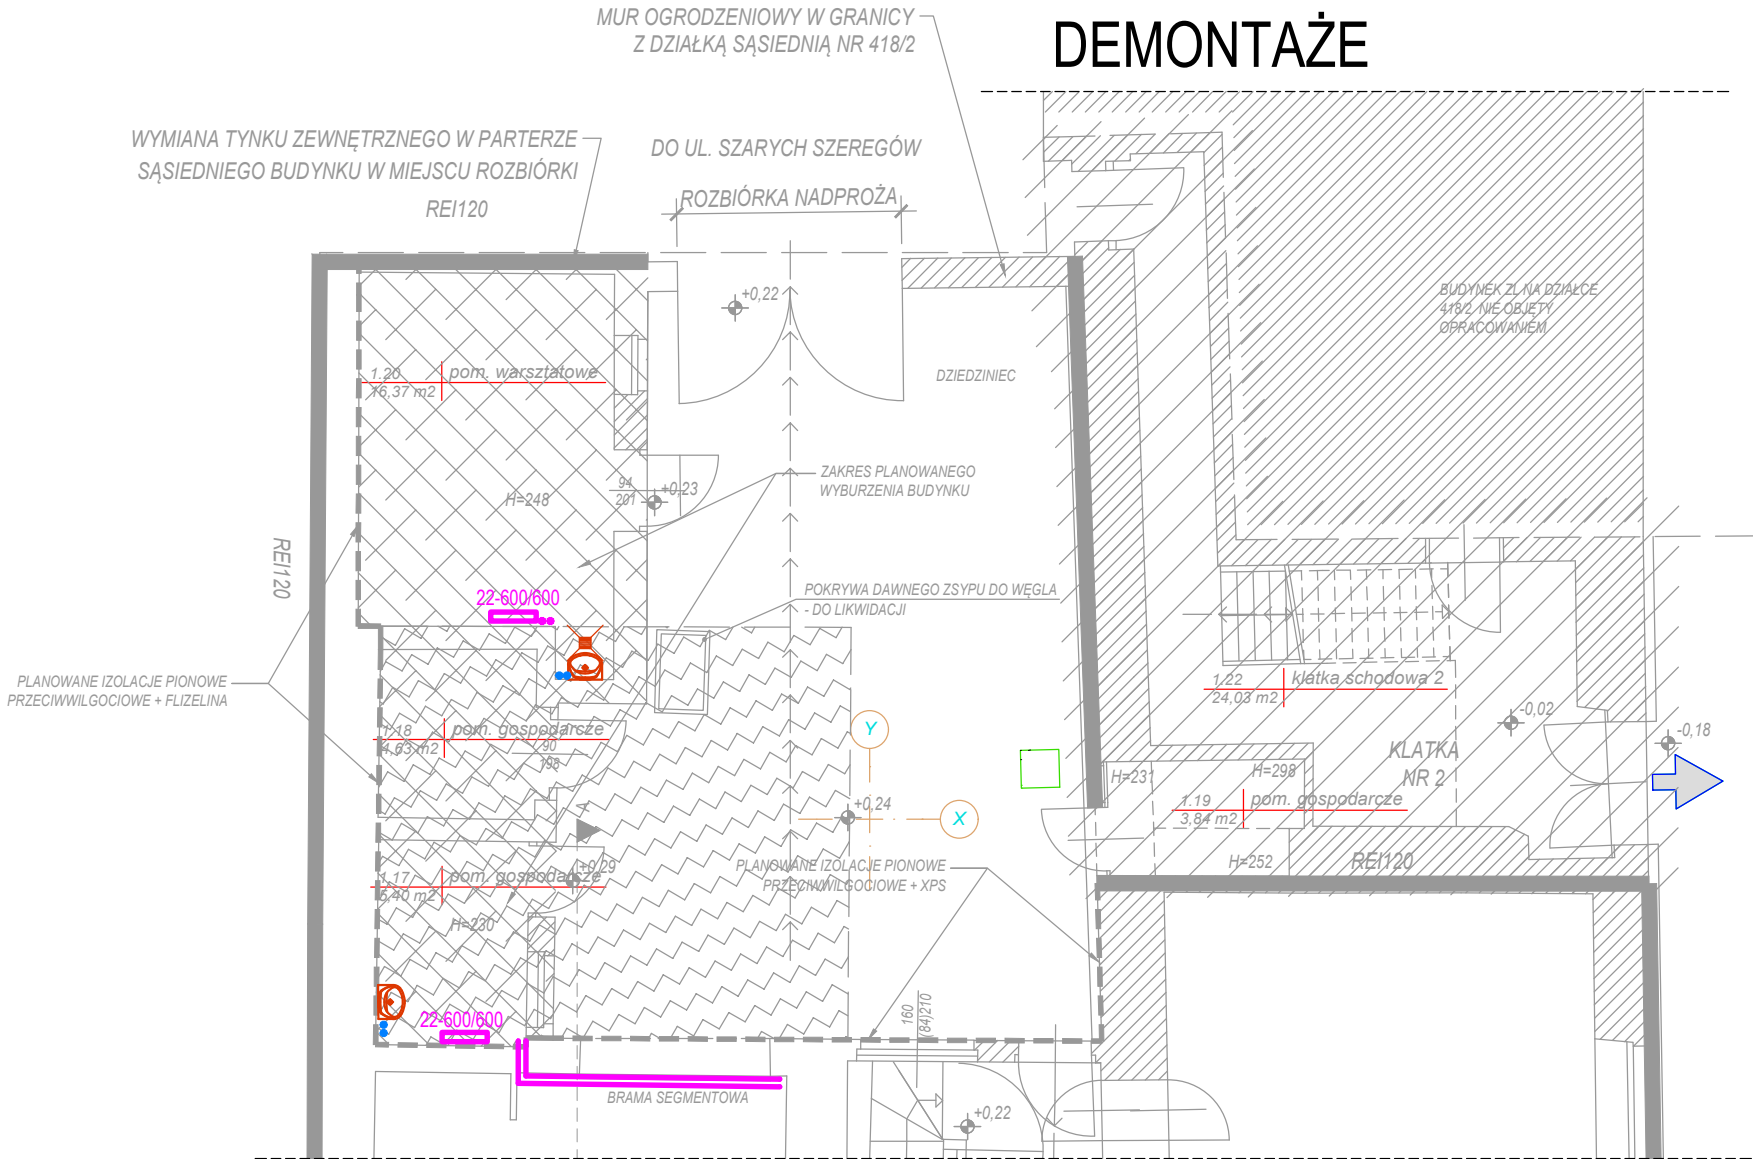 DEMONTAŻE
MUR OGRODZENIOWY W GRANICY
Z DZIAŁKĄ SĄSIEDNIĄ NR 418/2
WYMIANA TYNKU ZEWNĘTRZNEGO W PARTERZE
SĄSIEDNIEGO BUDYNKU W MIEJSCU ROZBIÓRKI
REI120
DO UL. SZARYCH SZEREGÓW
ROZBIÓRKA NADPROŻA
+0,22
BUDYNEK ZL NA DZIAŁCE
418/2 NIE OBJĘTY
OPRACOWANIEM
1.20
16,37 m2
pom. warsztatowe
DZIEDZINIEC
ZAKRES PLANOWANEGO
WYBURZENIA BUDYNKU
H=248
94
201
+0,23
REI120
22-600/600
POKRYWA DAWNEGO ZSYPU DO WĘGLA
- DO LIKWIDACJI
PLANOWANE IZOLACJE PIONOWE
PRZECIWWILGOCIOWE + FLIZELINA
1.22
24,03 m2
klatka schodowa 2
-0,02
-0,18
1.18
4,63 m2
pom. gospodarcze
90
198
Y
KLATKA
NR 2
H=231
H=298
A
+0,24
X
1.19
3,84 m2
pom. gospodarcze
H=252
REI120
PLANOWANE IZOLACJE PIONOWE
PRZECIWWILGOCIOWE + XPS
1.17
5,40 m2
pom. gospodarcze
+0,29
H=230
22-600/600
160
(84)210
BRAMA SEGMENTOWA
+0,22